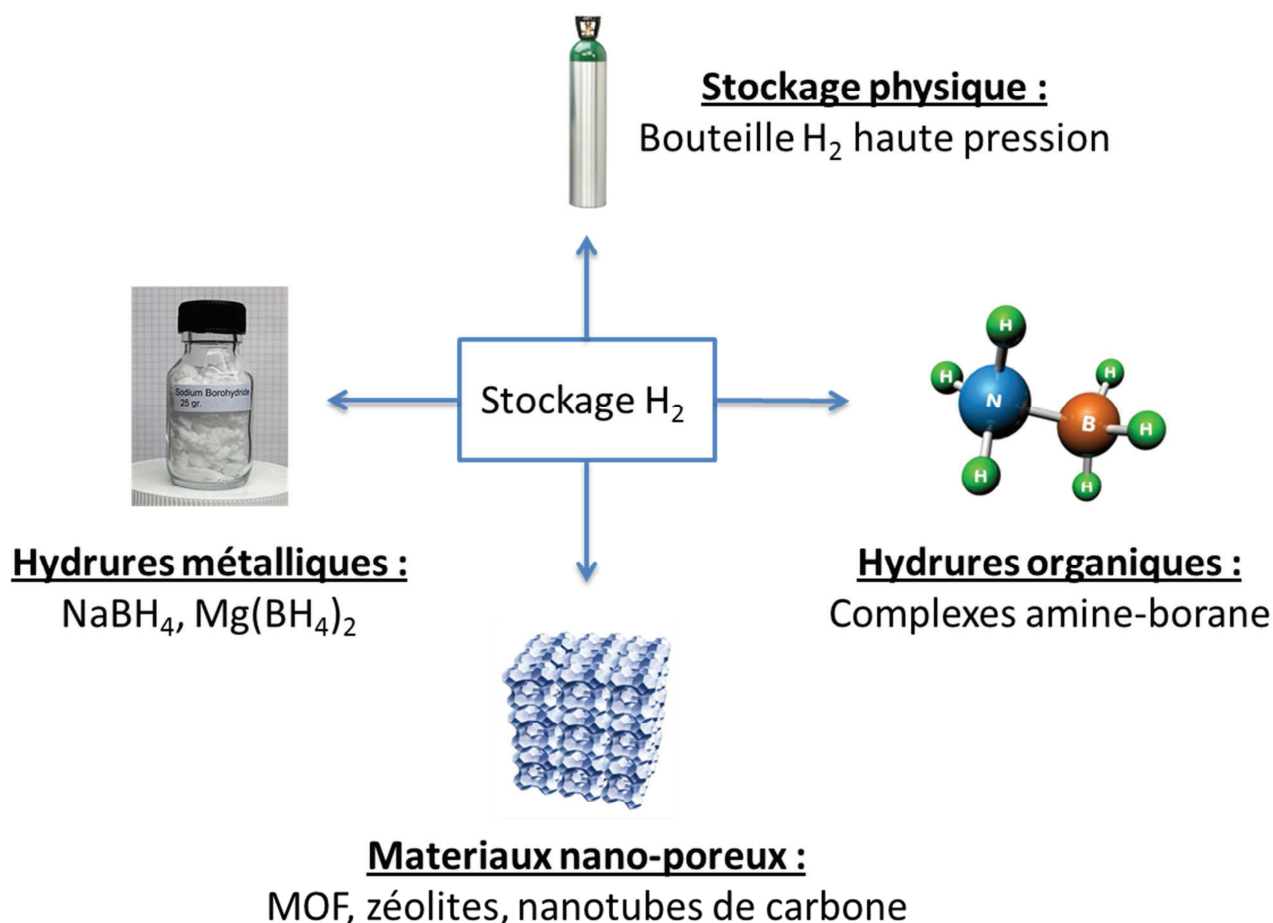 Stockage physique :
Bouteille H₂ haute pression
Sodium Borohydride
25 gr.
Stockage H₂
H
H
N
H
H
B
H
H
Hydrures métalliques :
NaBH₄, Mg(BH₄)₂
Hydrures organiques :
Complexes amine-borane
Materiaux nano-poreux :
MOF, zéolites, nanotubes de carbone